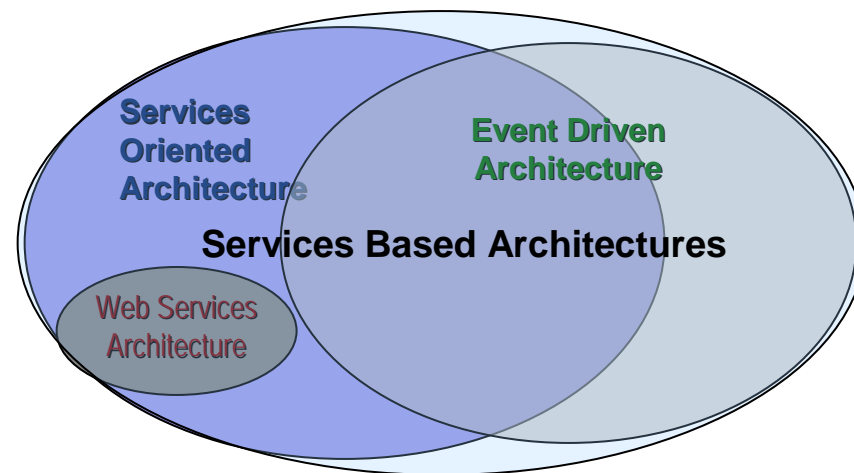 Services
Oriented
Architecture
Event Driven
Architecture
Services Based Architectures
Web Services
Architecture